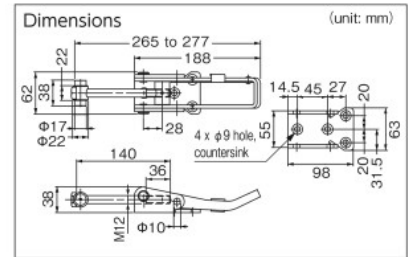 Dimensions
(unit: mm)
265 to 277
188
22
38
62
Φ17
Φ22
28
14.5 45 27
20
55
63
4 x φ9 hole,
countersink
20
31.5
98
140
36
38
M12
Φ10